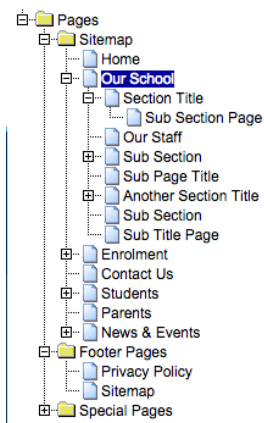 Pages
Sitemap
Home
Our School
Section Title
Sub Section Page
Our Staff
Sub Section
Sub Page Title
Another Section Title
Sub Section
Sub Title Page
Enrolment
Contact Us
Students
Parents
News & Events
Footer Pages
Privacy Policy
Sitemap
Special Pages